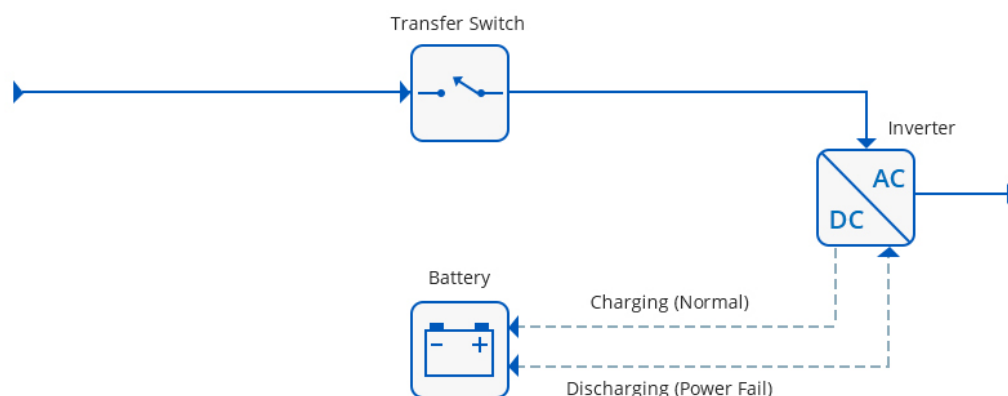 Transfer Switch
Inverter
AC
DC
Battery
Charging (Normal)
− +
Discharging (Power Fail)